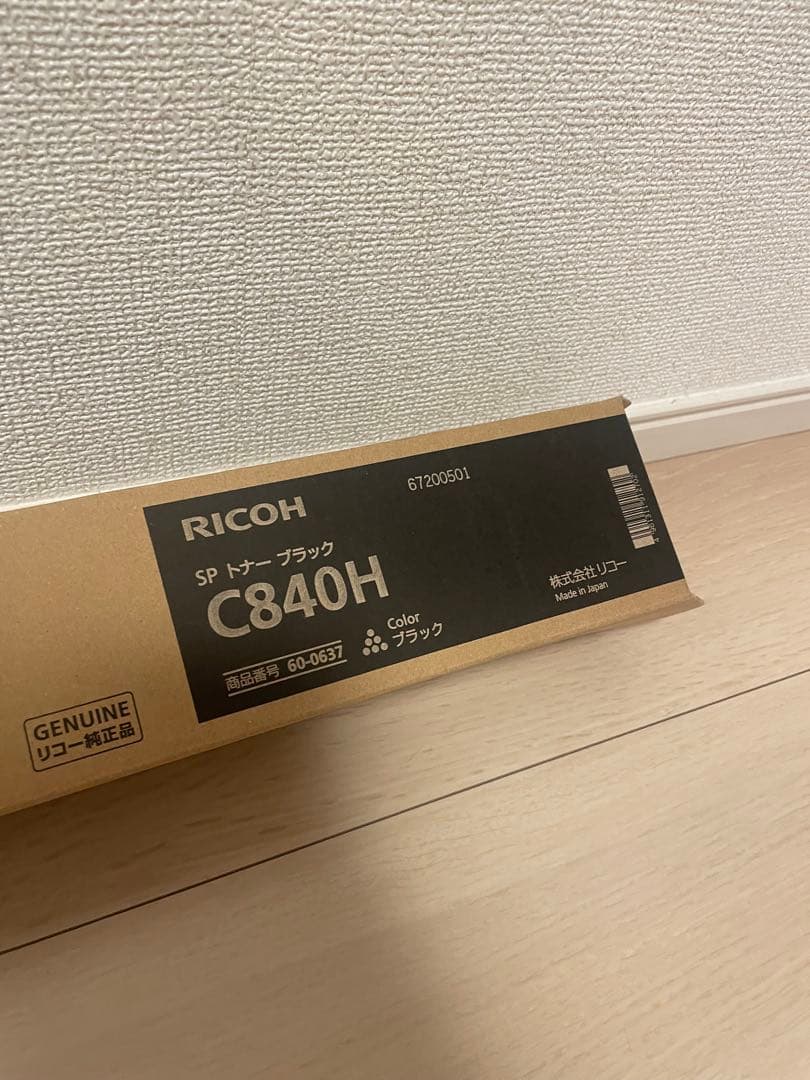 RICOH
67200501
SP トナー ブラック
C840H
商品番号 60-0637
Color
ブラック
株式会社リコー
Made in Japan
GENUINE
リコー純正品